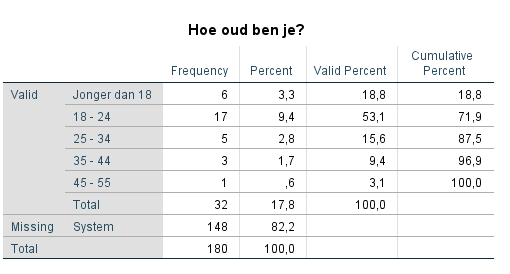 Hoe oud ben je?
Frequency Percent Valid Percent Cumulative Percent
Valid Jonger dan 18 6 3,3 18,8 18,8
18 - 24 17 9,4 53,1 71,9
25 - 34 5 2,8 15,6 87,5
35 - 44 3 1,7 9,4 96,9
45 - 55 1 ,6 3,1 100,0
Total 32 17,8 100,0
Missing System 148 82,2
Total 180 100,0